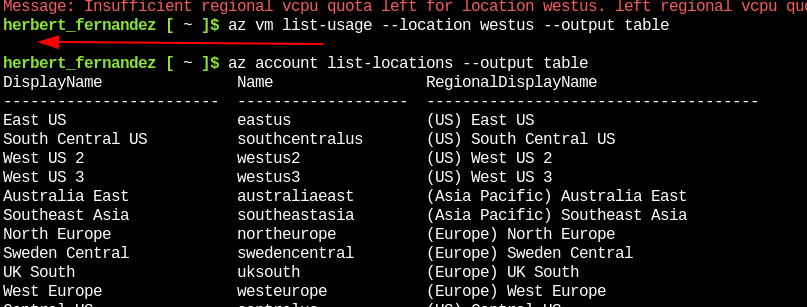 Message: Insufficient regional vcpu quota left for location westus. left regional vcpu
herbert_fernandez [ ~ ]$ az vm list-usage --location westus --output table
herbert_fernandez [ ~ ]$ az account list-locations --output table
DisplayName Name RegionalDisplayName
------------------------ ------------------- -------------------------------------
East US eastus (US) East US
South Central US southcentralus (US) South Central US
West US 2 westus2 (US) West US 2
West US 3 westus3 (US) West US 3
Australia East australiaeast (Asia Pacific) Australia East
Southeast Asia southeastasia (Asia Pacific) Southeast Asia
North Europe northeurope (Europe) North Europe
Sweden Central swedencentral (Europe) Sweden Central
UK South uksouth (Europe) UK South
West Europe westeurope (Europe) West Europe
Central US centralus (US) Central US